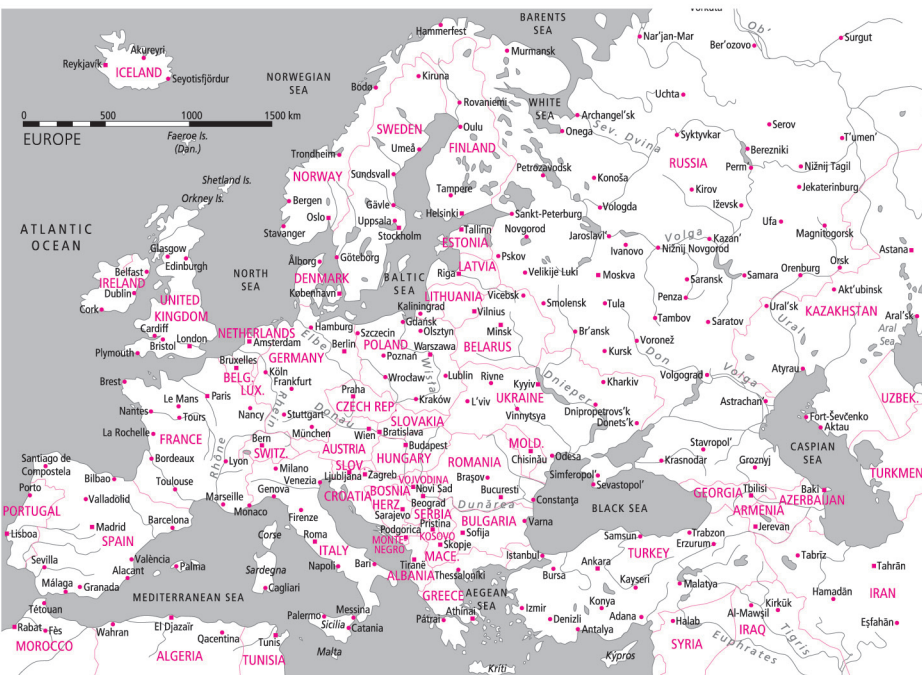 BARENTS
SEA
Vorkuta
Hammerfest
Murmansk
Nar'jan-Mar
Ber'ozovo
Ob'
Surgut
Akureyri
Reykjavík
ICELAND
Seyotisfjördur
NORWEGIAN
SEA
Bodø
Kiruna
Rovaniemi
WHITE
SEA
Uchta
Archangel'sk
Onega
Sev. Dvina
0 500 1000 1500 km
EUROPE
Faeroe Is.
(Dan.)
SWEDEN
Oulu
FINLAND
Umeå
Syktyvkar
Serov
T'umen'
Berezniki
RUSSIA
Perm
Nižnij Tagil
Trondheim
NORWAY
Sundsvall
Petrozavodsk
Konoša
Kirov
Jekaterinburg
Shetland Is.
Orkney Is.
Bergen
Oslo
Stavanger
Gävle
Uppsala
Stockholm
Tampere
Helsinki
Sankt-Peterburg
Vologda
Iževsk
Ufa
Magnitogorsk
ATLANTIC
OCEAN
Glasgow
Edinburgh
Tallinn
ESTONIA
Novgorod
Jaroslavl'
Ivanovo
Volga
Nižnij Novgorod
Kazan'
Astana
Belfast
IRELAND
Dublin
Cork
NORTH
SEA
Ålborg
Göteborg
DENMARK
København
BALTIC
SEA
Riga
LATVIA
Pskov
Velikije Luki
Moskva
Saransk
Samara
Orenburg
Orsk
UNITED
KINGDOM
Kaliningrad
LITHUANIA
Vicebsk
Smolensk
Tula
Penza
Ural'sk
Akt'ubinsk
KAZAKHSTAN
Cardiff
Bristol
London
Plymouth
NETHERLANDS
Amsterdam
Hamburg
Elbe
Szczecin
Gdańsk
Olsztyn
Vilnius
Minsk
Br'ansk
Tambov
Saratov
Ural
Aral'sk
Aral
Sea
Bruxelles
BELG.
LUX.
Köln
GERMANY
Berlin
POLAND
Poznań
Warszawa
BELARUS
Kursk
Voronež
Don
Volga
Atyrau
Brest
Le Mans
Paris
Nancy
Frankfurt
Rhein
Praha
CZECH REP.
Wrocław
Wisła
Lublin
Kraków
Rivne
L'viv
Kyyiv
UKRAINE
Dnieper
Kharkiv
Volgograd
Astrachan'
UZBEK.
Nantes
Tours
Stuttgart
Donau
München
Wien
SLOVAKIA
Bratislava
Vinnytsya
Dnipropetrovs'k
Donets'k
Fort-Ševčenko
Aktau
La Rochelle
FRANCE
Bern
SWITZ.
AUSTRIA
Budapest
HUNGARY
MOLD.
Chisinău
Odesa
Stavropol'
Krasnodar
Groznyj
CASPIAN
SEA
Santiago de
Compostela
Bordeaux
Rhône
Lyon
Milano
SLOV.
Ljubljana
Zagreb
ROMANIA
Simferopol'
Sevastopol'
TURKMEN
Porto
Bilbao
Toulouse
Venezia
VOJVODINA
Novi Sad
Braşov
GEORGIA
Tbilisi
Baki
AZERBAIJAN
Valladolid
Marseille
Monaco
Genova
CROATIA
BOSNIA
HERZ.
Beograd
Bucuresti
Dunărea
Constanţa
ARMENIA
PORTUGAL
Firenze
Sarajevo
SERBIA
BLACK SEA
Lisboa
Madrid
SPAIN
Barcelona
Corse
Roma
ITALY
Podgorica
MONTE
NEGRO
Pristina
KOSOVO
BULGARIA
Sofija
Varna
Samsun
Trabzon
Erzurum
Jerevan
Sevilla
València
Alacant
Palma
Sardegna
Napoli
Bari
Tiranë
ALBANIA
Skopje
MACE.
Thessaloníki
Istanbul
Bursa
Ankara
TURKEY
Kayseri
Malatya
Tabrīz
Tahrān
Málaga
Granada
MEDITERRANEAN SEA
Cagliari
GREECE
AEGEAN
SEA
Athínai
Pátrai
Izmir
Denizli
Konya
Antalya
Adana
Halab
SYRIA
Al-Mawşil
Kirkūk
Hamadān
IRAN
Eşfahān
Tétouan
Rabat
Fès
MOROCCO
Wahran
El Djazaïr
Qacentina
ALGERIA
Tunis
TUNISIA
Palermo
Sicilia
Messina
Catania
Malta
Kríti
Kýpros
Euphrates
IRAQ
Tigris